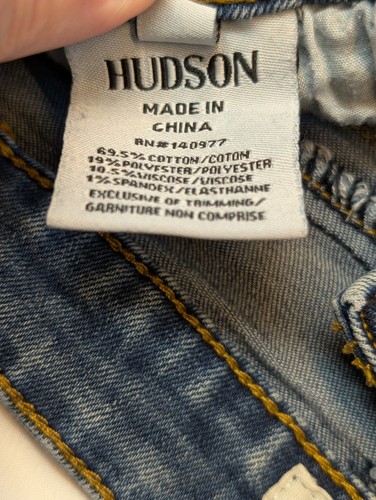 HUDSON
MADE IN
CHINA
RN#140977
69.5% COTTON/COTON
19% POLYESTER/POLYESTER
10.5% VISCOSE/VISCOSE
1% SPANDEX/ELASTHANNE
EXCLUSIVE OF TRIMMING/
GARNITURE NON COMPRISE